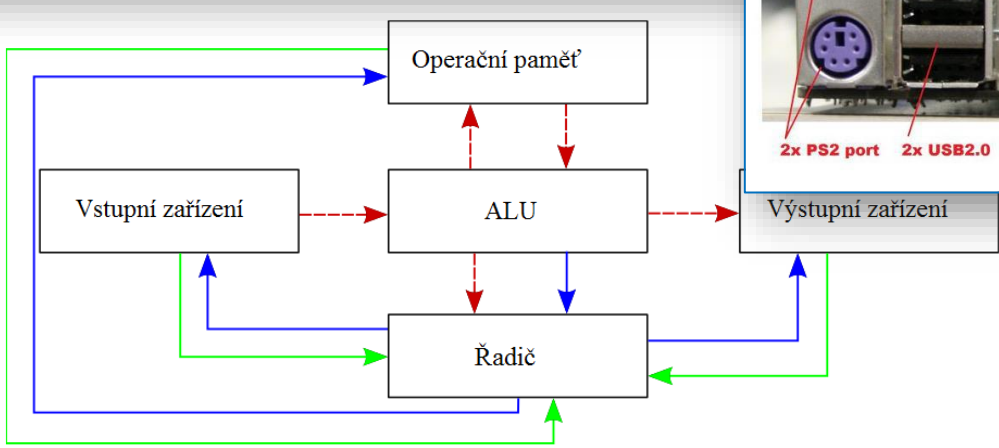 Operační paměť
2x PS2 port 2x USB2.0
Vstupní zařízení
ALU
Výstupní zařízení
Řadič